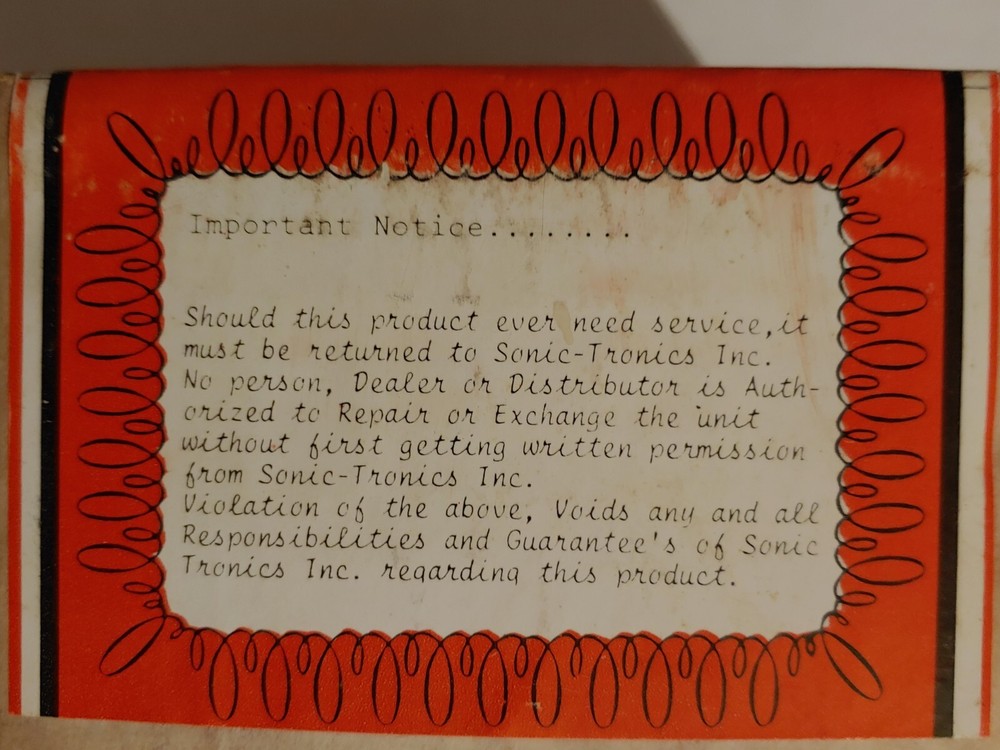 Important Notice........
Should this product ever need service,it
must be returned to Sonic-Tronics Inc.
No person, Dealer or Distributor is Auth-
orized to Repair or Exchange the unit
without first getting written permission
from Sonic-Tronics Inc.
Violation of the above, Voids any and all
Responsibilities and Guarantee's of Sonic
Tronics Inc. regarding this product.